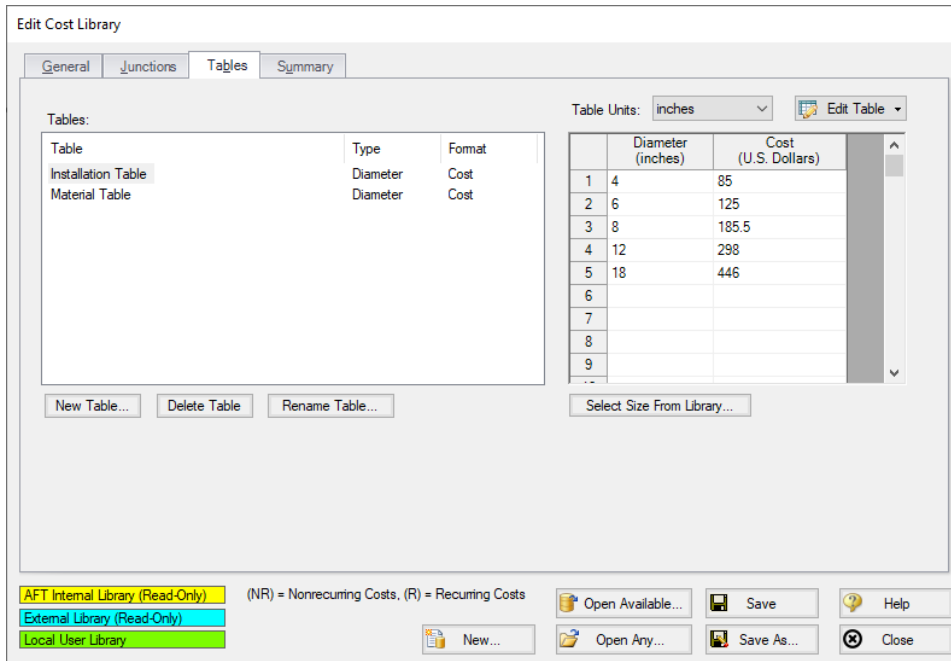 Edit Cost Library
General Junctions Tables Summary
Tables:
Table Type Format
Installation Table Diameter Cost
Material Table Diameter Cost
New Table... Delete Table Rename Table...
Table Units: inches Edit Table
Diameter (inches) Cost (U.S. Dollars)
1 4 85
2 6 125
3 8 185.5
4 12 298
5 18 446
6
7
8
9
Select Size From Library...
AFT Internal Library (Read-Only)
External Library (Read-Only)
Local User Library
(NR) = Nonrecurring Costs, (R) = Recurring Costs
New...
Open Available... Save Help
Open Any... Save As... Close